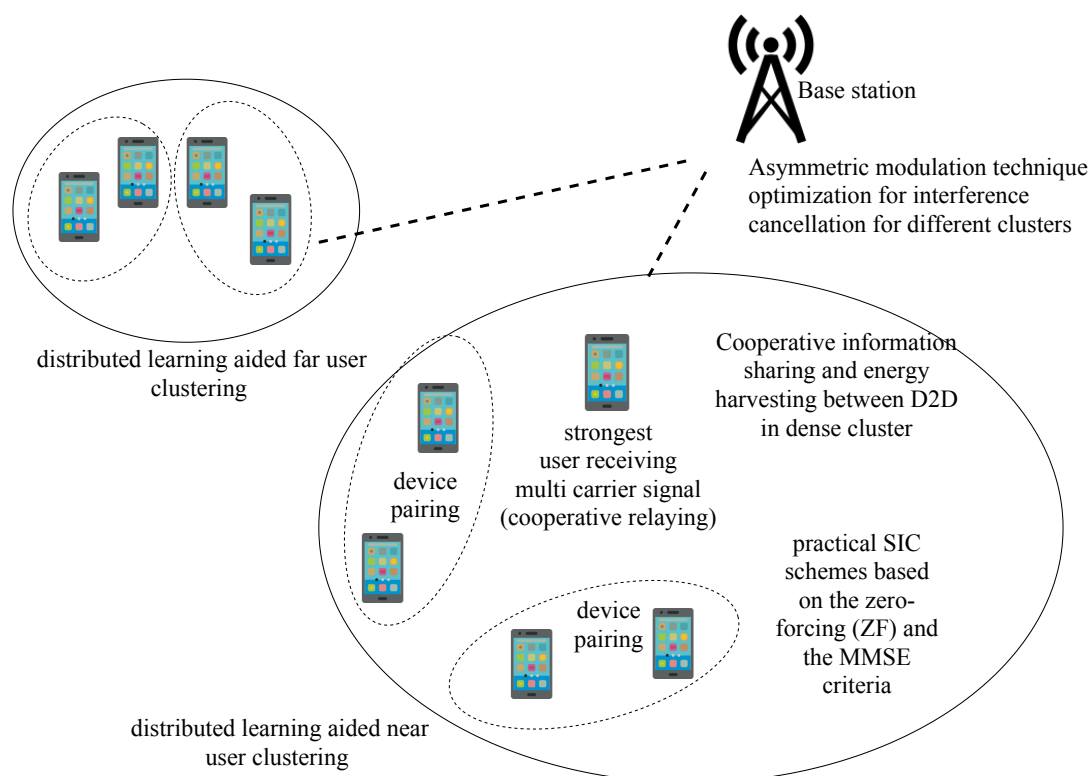 Base station
Asymmetric modulation technique
optimization for interference
cancellation for different clusters
distributed learning aided far user
clustering
Cooperative information
sharing and energy
harvesting between D2D
in dense cluster
strongest
user receiving
multi carrier signal
(cooperative relaying)
device
pairing
practical SIC
schemes based
on the zero-
forcing (ZF) and
the MMSE
criteria
device
pairing
distributed learning aided near
user clustering